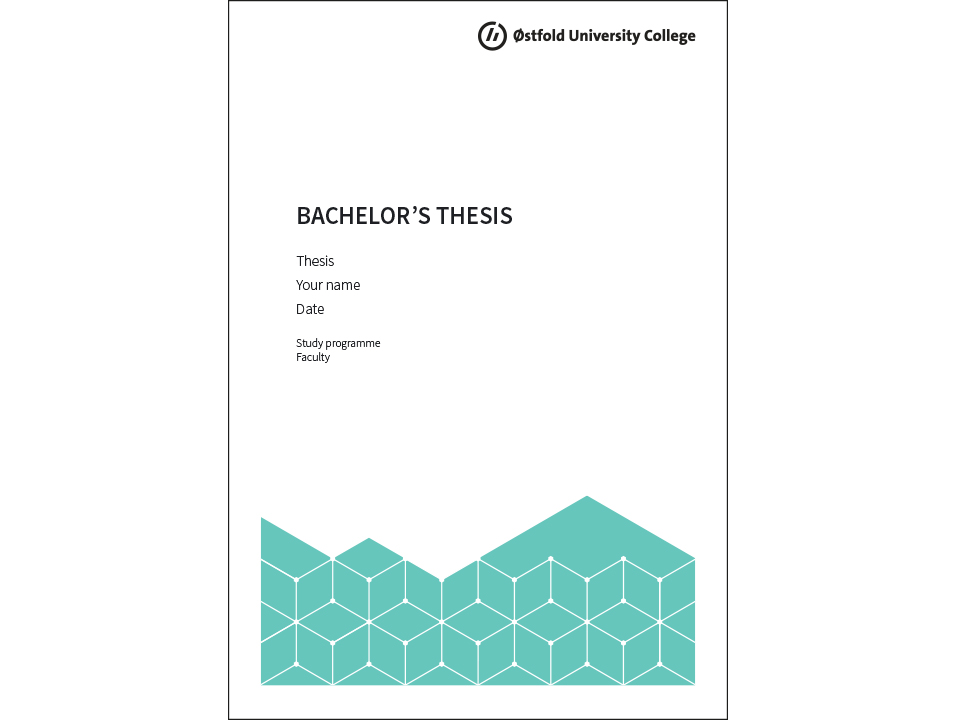 Østfold University College
BACHELOR’S THESIS
Thesis
Your name
Date
Study programme
Faculty